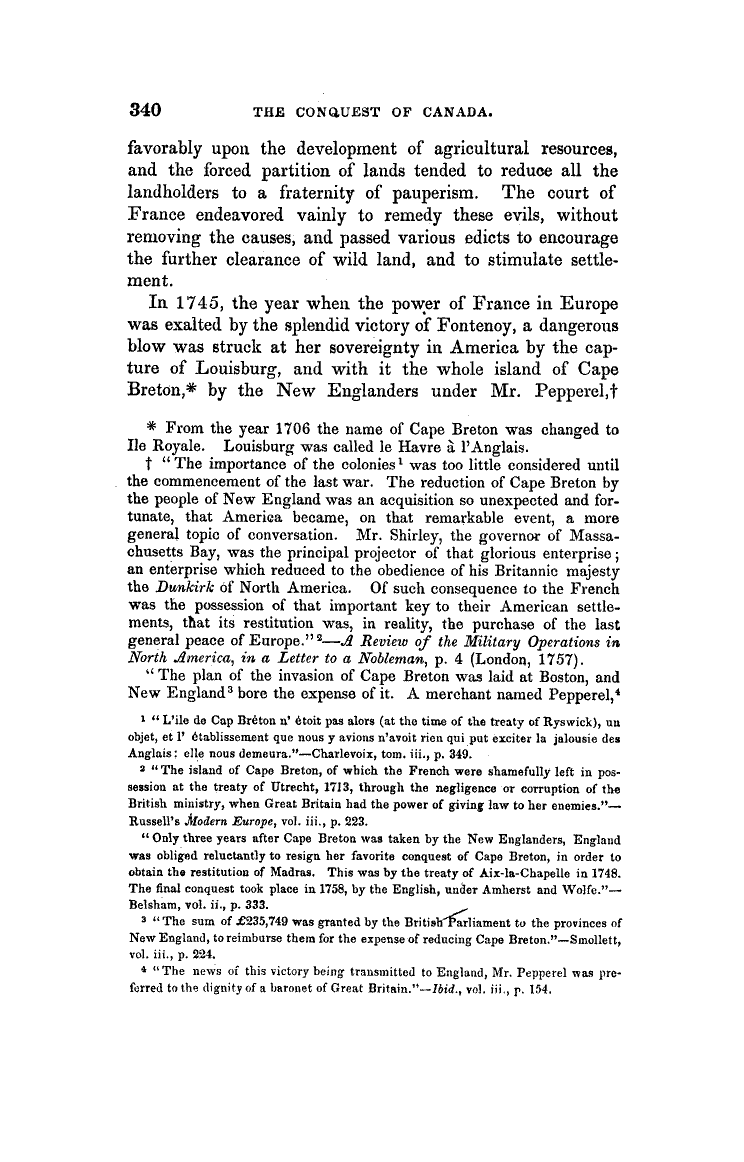 340 THE CONQUEST OF CANADA.
favorably upon the development of agricultural resources,
and the forced partition of lands tended to reduce all the
landholders to a fraternity of pauperism. The court of
France endeavored vainly to remedy these evils, without
removing the causes, and passed various edicts to encourage
the further clearance of wild land, and to stimulate settle-
ment.
In 1745, the year when the power of France in Europe
was exalted by the splendid victory of Fontenoy, a dangerous
blow was struck at her sovereignty in America by the cap-
ture of Louisburg, and with it the whole island of Cape
Breton,* by the New Englanders under Mr. Pepperel,†
* From the year 1706 the name of Cape Breton was changed to
Ile Royale. Louisburg was called le Havre à l'Anglais.
† "The importance of the colonies¹ was too little considered until
the commencement of the last war. The reduction of Cape Breton by
the people of New England was an acquisition so unexpected and for-
tunate, that America became, on that remarkable event, a more
general topic of conversation. Mr. Shirley, the governor of Massa-
chusetts Bay, was the principal projector of that glorious enterprise;
an enterprise which reduced to the obedience of his Britannic majesty
the Dunkirk of North America. Of such consequence to the French
was the possession of that important key to their American settle-
ments, that its restitution was, in reality, the purchase of the last
general peace of Europe."²—A Review of the Military Operations in
North America, in a Letter to a Nobleman, p. 4 (London, 1757).
"The plan of the invasion of Cape Breton was laid at Boston, and
New England³ bore the expense of it. A merchant named Pepperel,⁴
¹ "L'ile de Cap Bréton n' étoit pas alors (at the time of the treaty of Ryswick), un
objet, et l' établissement que nous y avions n'avoit rien qui put exciter la jalousie des
Anglais: elle nous demeura."—Charlevoix, tom. iii., p. 349.
² "The island of Cape Breton, of which the French were shamefully left in pos-
session at the treaty of Utrecht, 1713, through the negligence or corruption of the
British ministry, when Great Britain had the power of giving law to her enemies."—
Russell's Modern Europe, vol. iii., p. 223.
"Only three years after Cape Breton was taken by the New Englanders, England
was obliged reluctantly to resign her favorite conquest of Cape Breton, in order to
obtain the restitution of Madras. This was by the treaty of Aix-la-Chapelle in 1748.
The final conquest took place in 1758, by the English, under Amherst and Wolfe."—
Belsham, vol. ii., p. 333.
³ "The sum of £235,749 was granted by the British Parliament to the provinces of
New England, to reimburse them for the expense of reducing Cape Breton."—Smollett,
vol. iii., p. 224.
⁴ "The news of this victory being transmitted to England, Mr. Pepperel was pre-
ferred to the dignity of a baronet of Great Britain."—Ibid., vol. iii., p. 154.